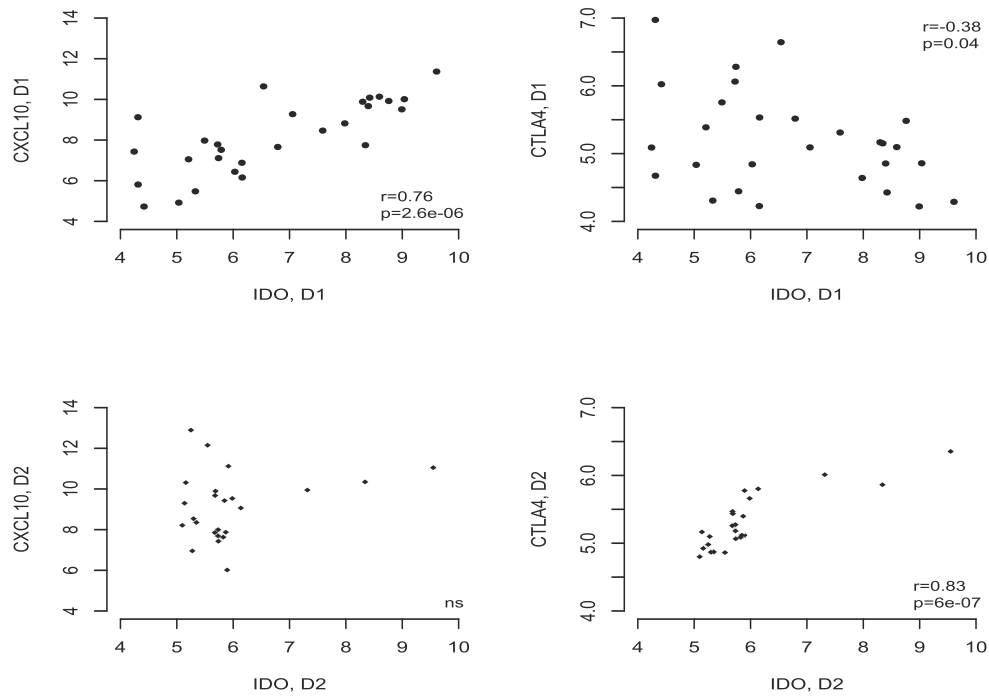 14
12
10
8
6
4
CXCL10, D1
r=0.76
p=2.6e-06
4 5 6 7 8 9 10
IDO, D1
7.0
6.0
5.0
4.0
CTLA4, D1
r=-0.38
p=0.04
4 5 6 7 8 9 10
IDO, D1
14
12
10
8
6
4
CXCL10, D2
ns
4 5 6 7 8 9 10
IDO, D2
7.0
6.0
5.0
4.0
CTLA4, D2
r=0.83
p=6e-07
4 5 6 7 8 9 10
IDO, D2